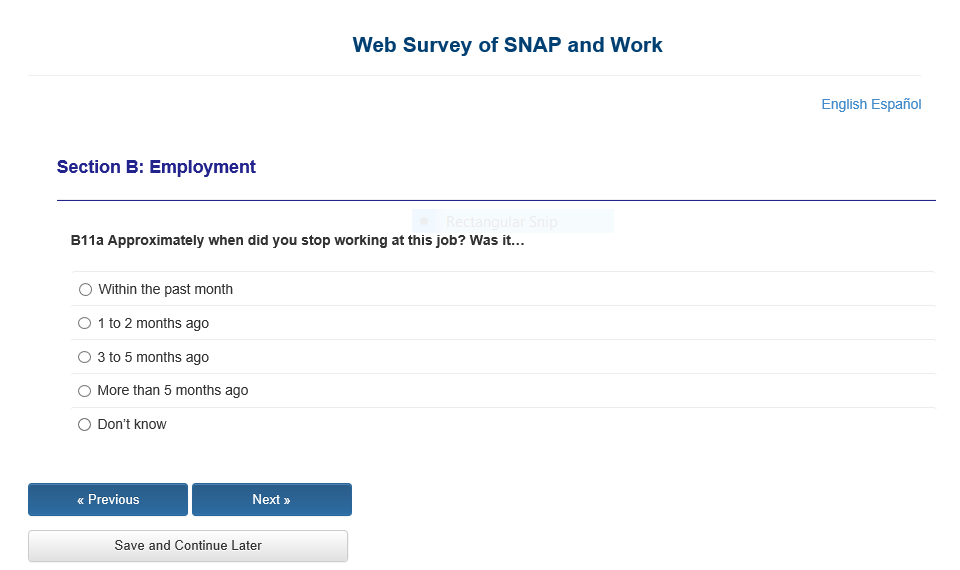 Web Survey of SNAP and Work
English Español
Section B: Employment
Rectangular Snip
B11a Approximately when did you stop working at this job? Was it…
Within the past month
1 to 2 months ago
3 to 5 months ago
More than 5 months ago
Don’t know
« Previous Next »
Save and Continue Later